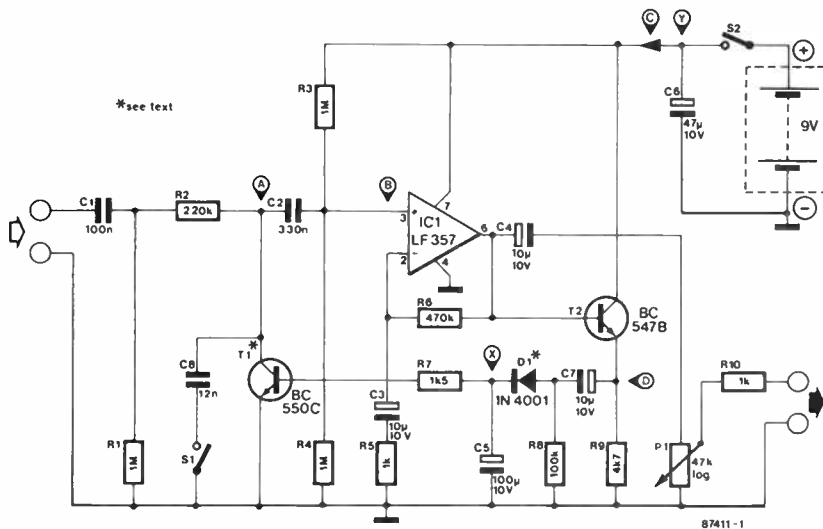 C
Y
S2
+
*see text
R3
1M
C6
47µ
10V
9V
−
A
B
C1
100n
R2
220k
C2
330n
3
+
7
IC1
LF 357
6
2
−
4
C4
10µ
10V
R6
470k
T2
BC
547B
T1
*
C8
12n
BC
550C
R7
1k5
X
D1*
1N 4001
C7
10µ
10V
D
R10
1k
C3
10µ
10V
R1
1M
S1
R4
1M
R5
1k
C5
100µ
10V
R8
100k
R9
4k7
P1
47k
log
87411-1